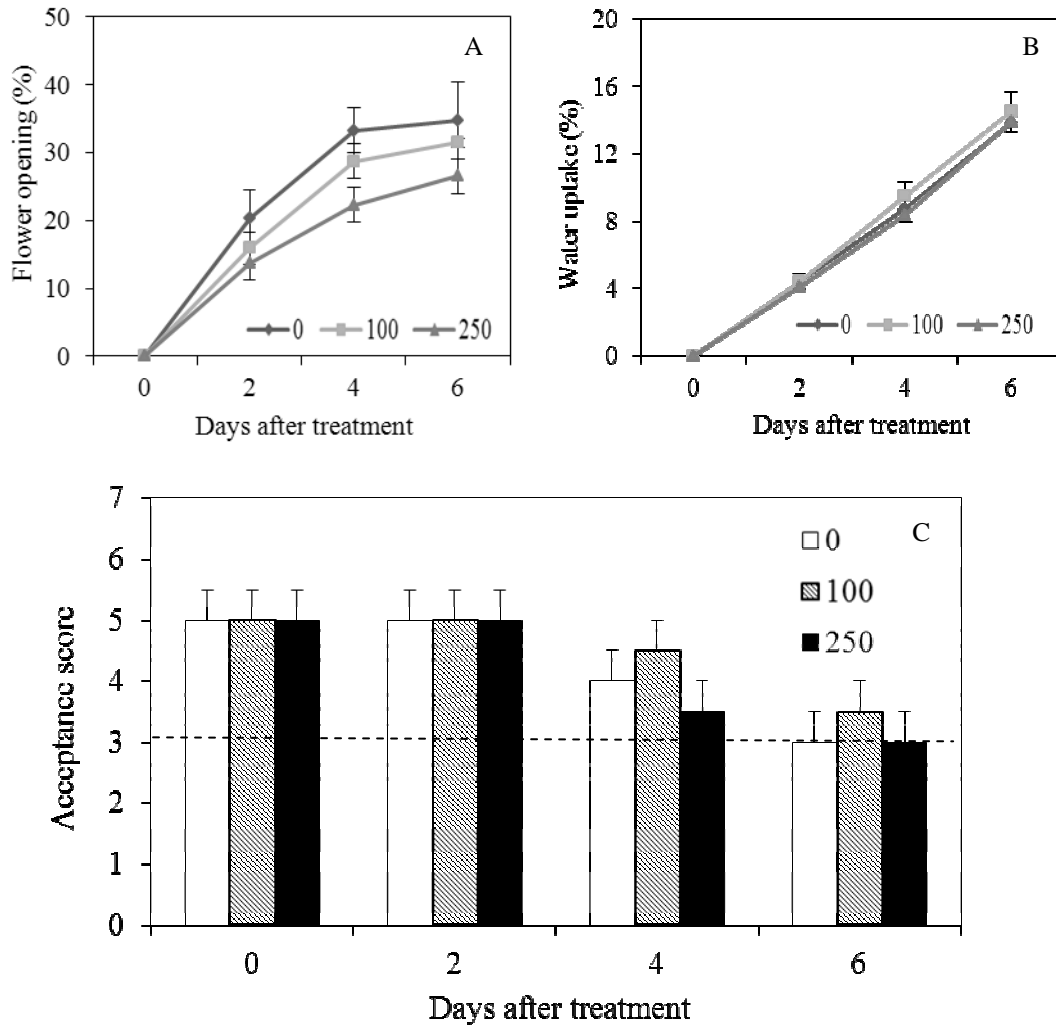 A
Flower opening (%)
50
40
30
20
10
0
0 100 250
0 2 4 6
Days after treatment
B
Water uptake (%)
20
16
12
8
4
0
0 100 250
0 2 4 6
Days after treatment
C
Acceptance score
7
6
5
4
3
2
1
0
0
100
250
0 2 4 6
Days after treatment